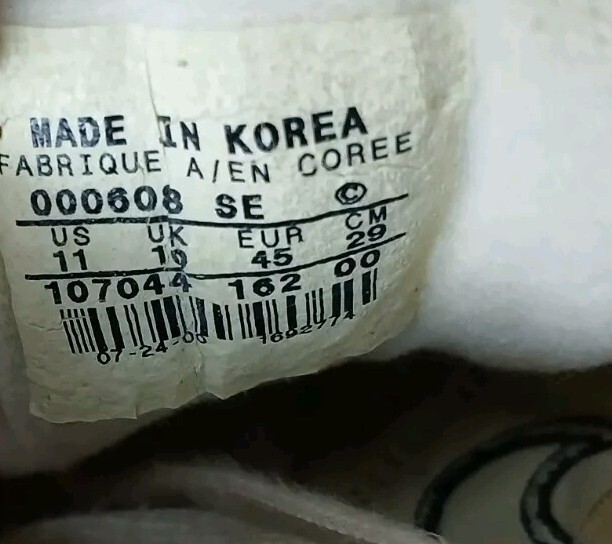 MADE IN KOREA
FABRIQUE A/EN COREE
000608 SE ©
US UK EUR CM
11 10 45 29
107044 162 00
07-24-00 1692774